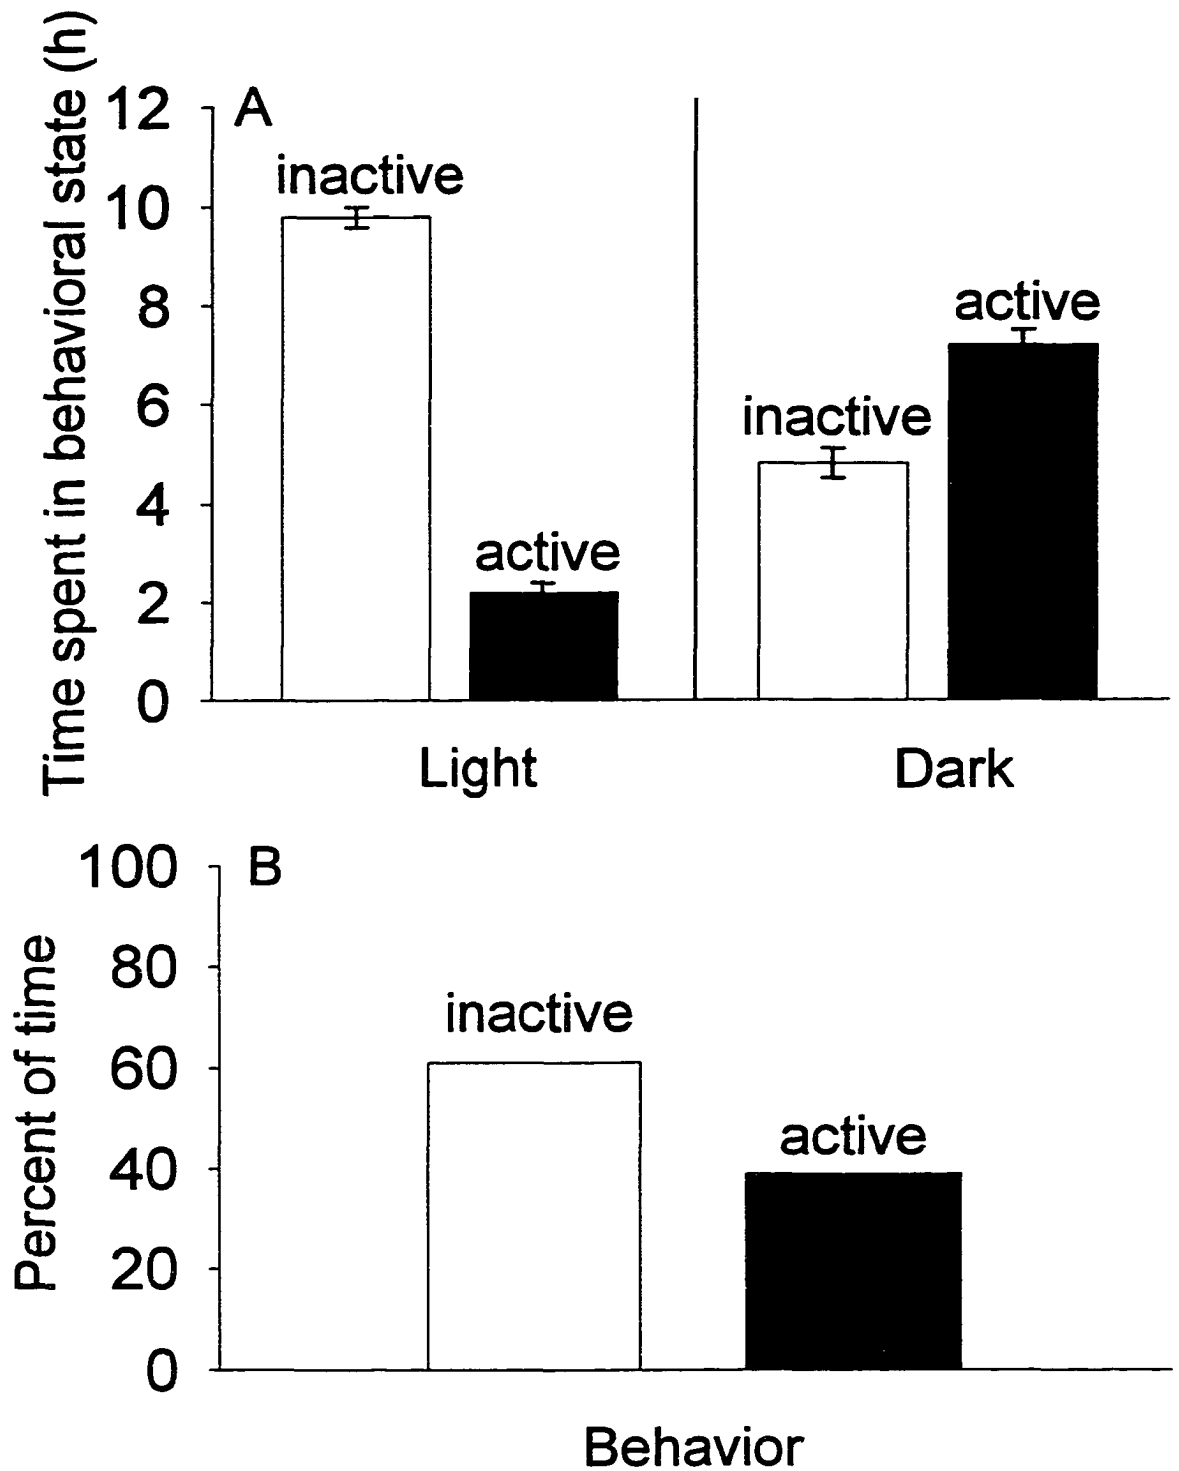 Time spent in behavioral state (h)
A
12
10
8
6
4
2
0
inactive
active
inactive
active
Light
Dark
Percent of time
B
100
80
60
40
20
0
inactive
active
Behavior